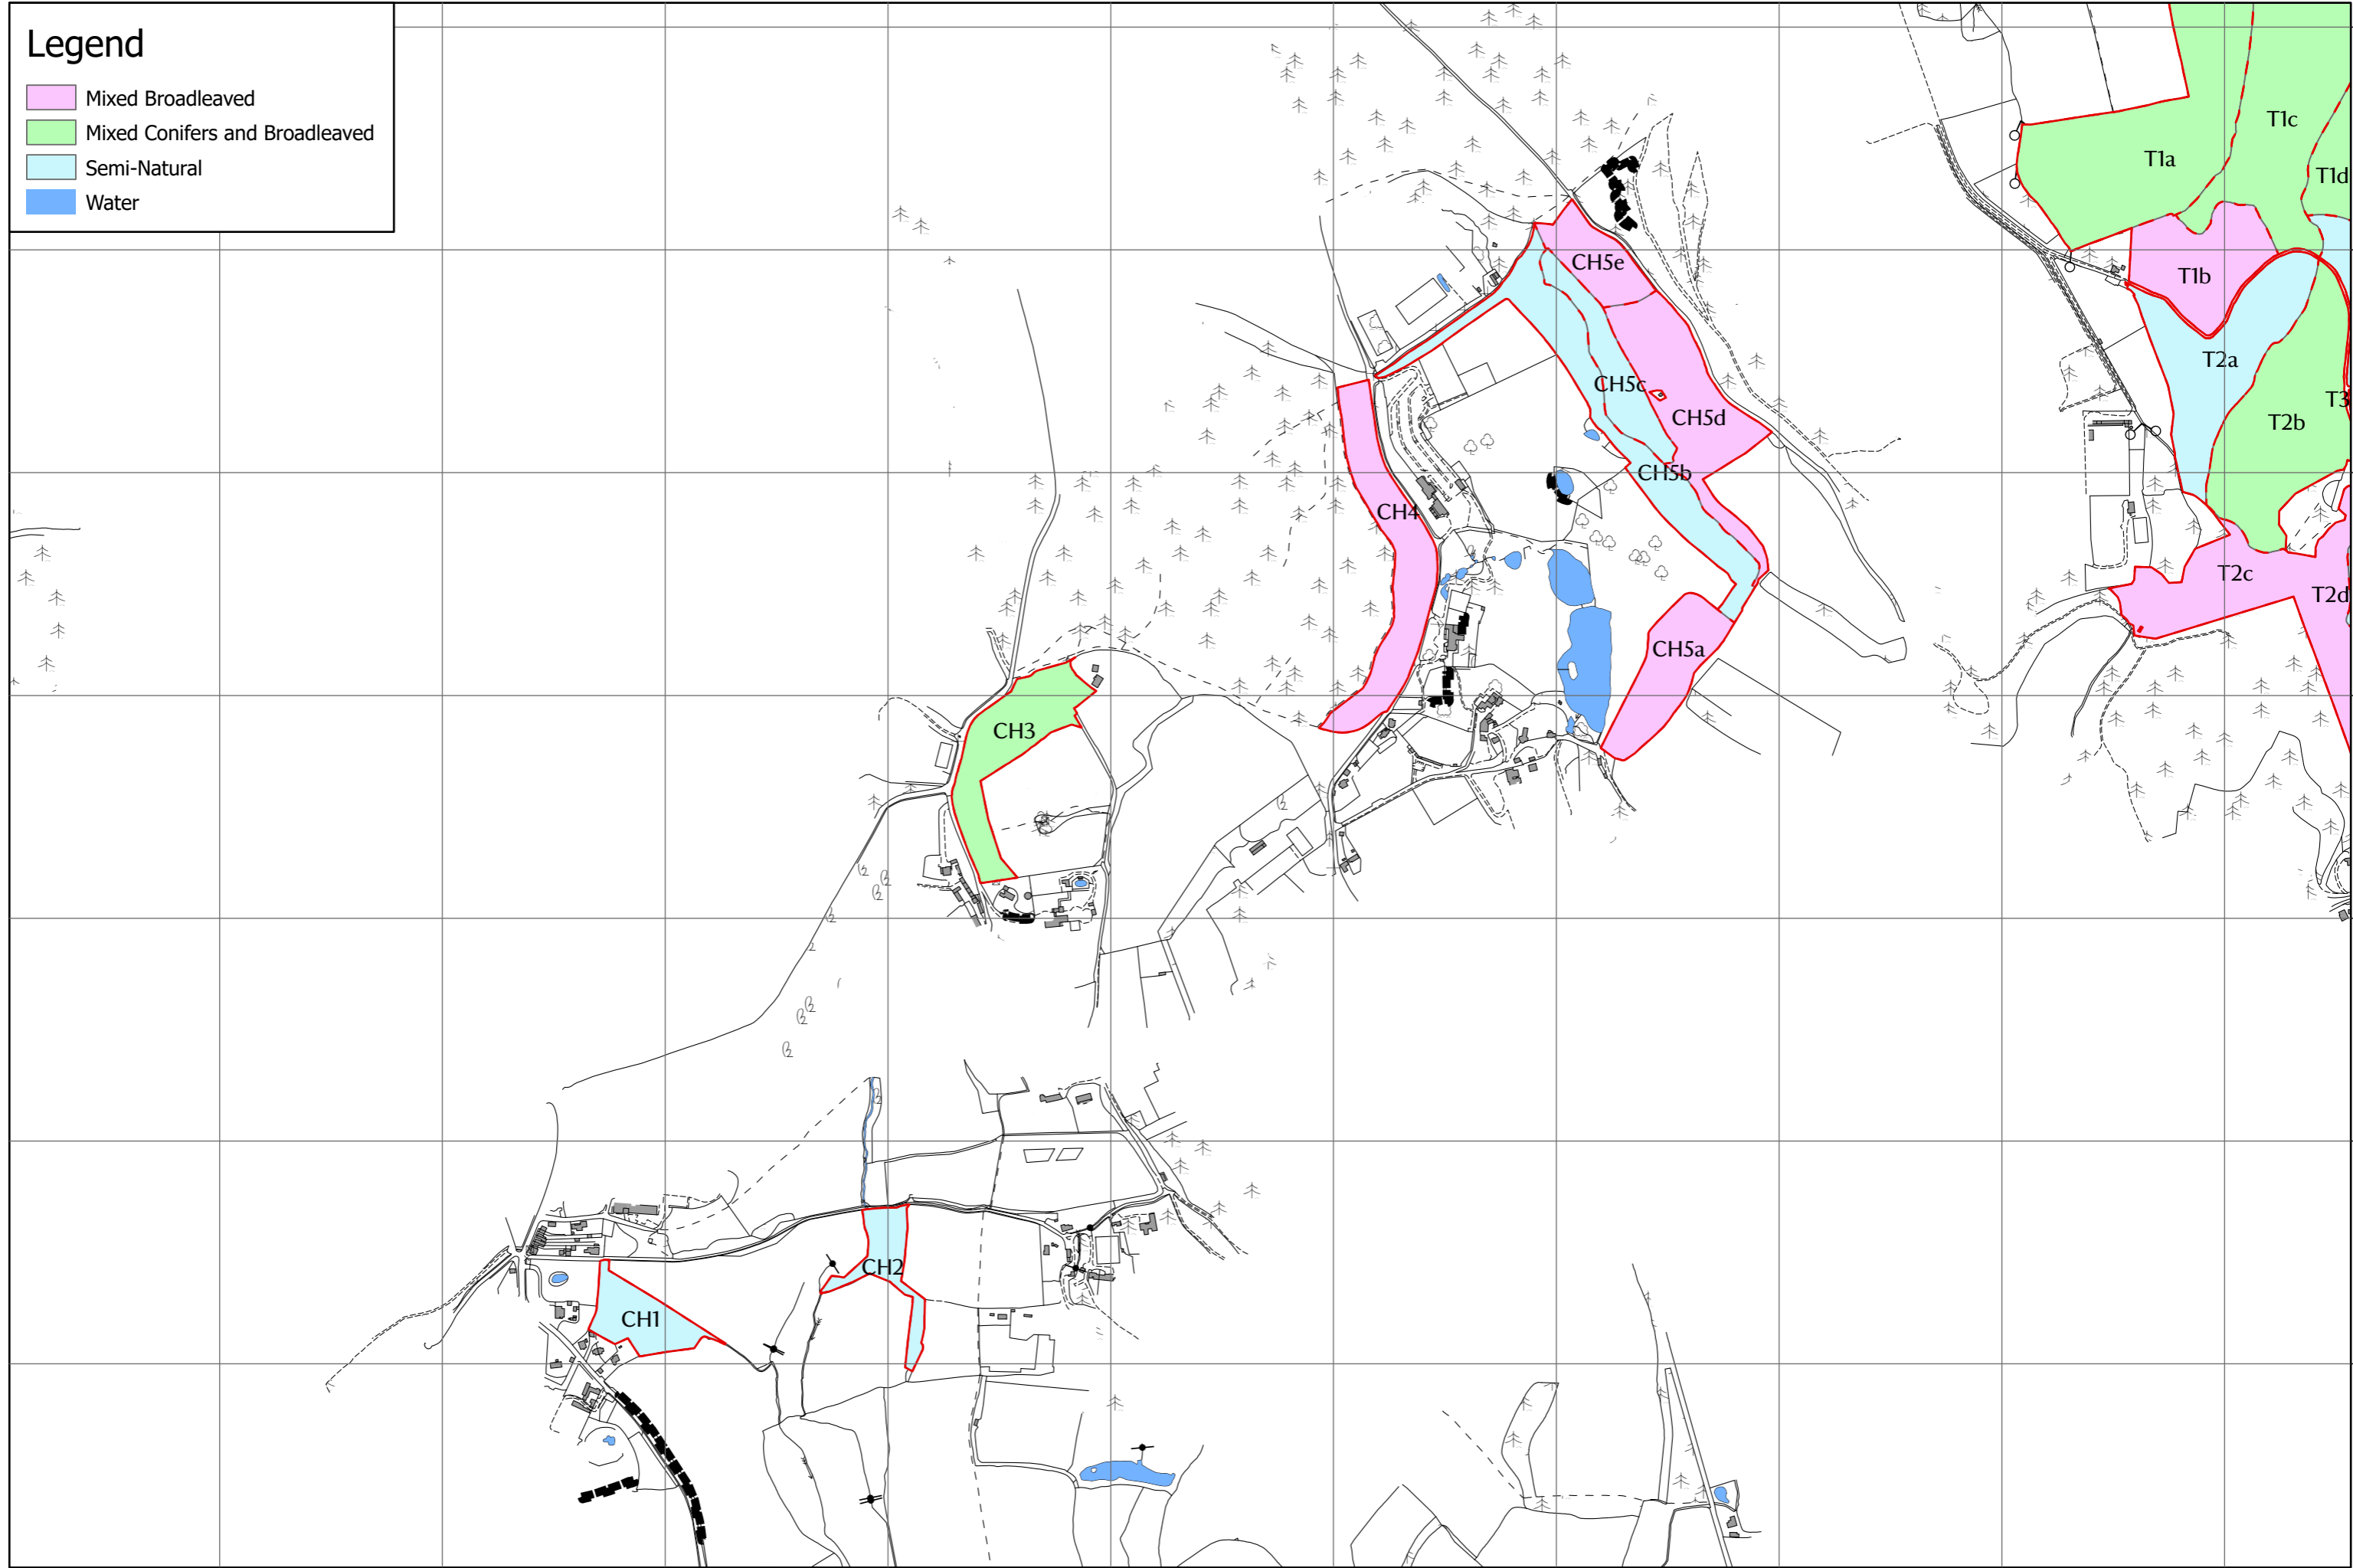 Legend
Mixed Broadleaved
Mixed Conifers and Broadleaved
Semi-Natural
Water
T1c
T1a
T1d
CH5e
T1b
T2a
CH5c
T3
CH5d
T2b
CH5b
CH4
T2c
T2d
CH5a
CH3
CH2
CH1